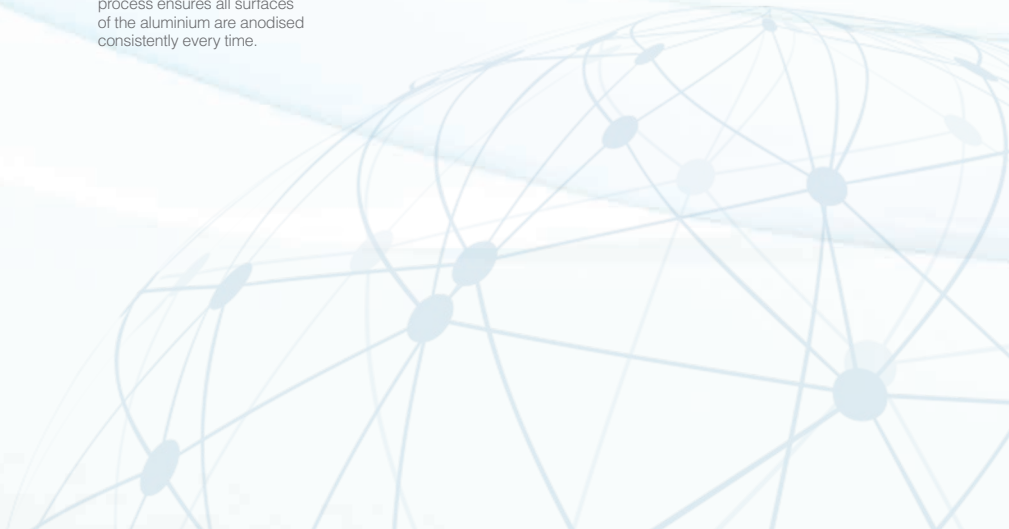 process ensures all surfaces
of the aluminium are anodised
consistently every time.